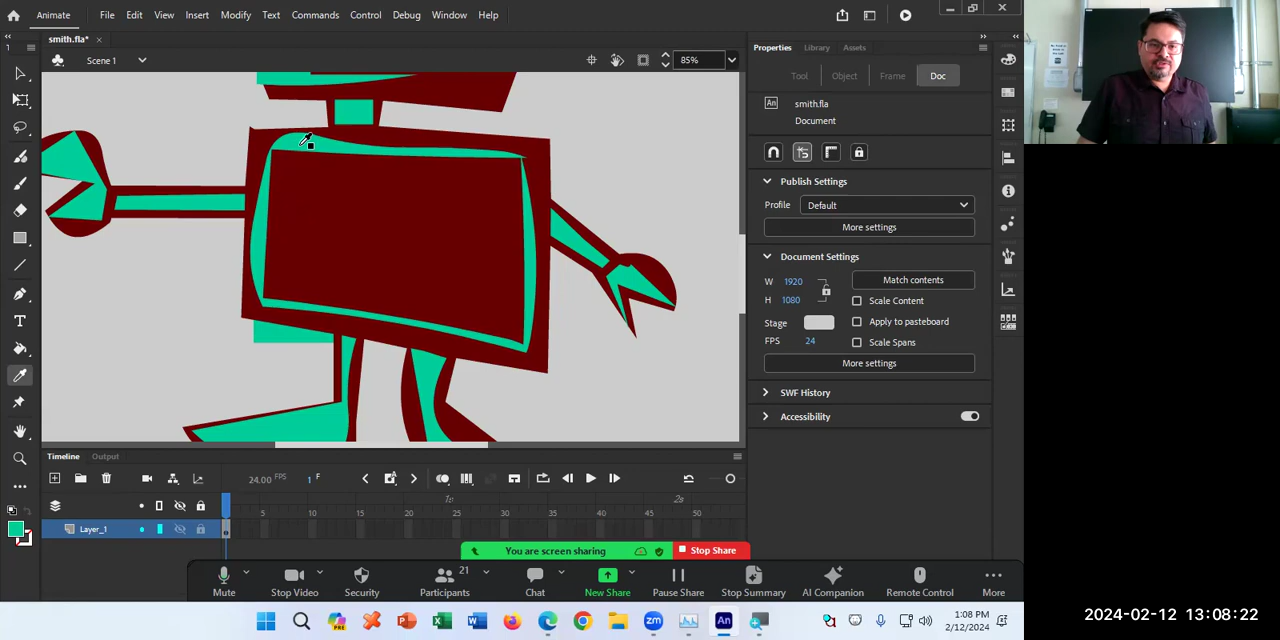 Animate File Edit View Insert Modify Text Commands Control Debug Window Help
smith.fla* ×
Scene 1
85%
Properties Library Assets
Tool Object Frame Doc
An smith.fla
Document
Publish Settings
Profile Default
More settings
Document Settings
W 1920 Match contents
H 1080 Scale Content
Stage Apply to pasteboard
FPS 24 Scale Spans
More settings
SWF History
Accessibility
Timeline Output
24.00 FPS 1 F
1s 2s
5 10 15 20 25 30 35 40 45 50
Layer_1
You are screen sharing Stop Share
21
Mute Stop Video Security Participants Chat New Share Pause Share Stop Summary AI Companion Remote Control More
1:08 PM
2/12/2024
2024-02-12 13:08:22